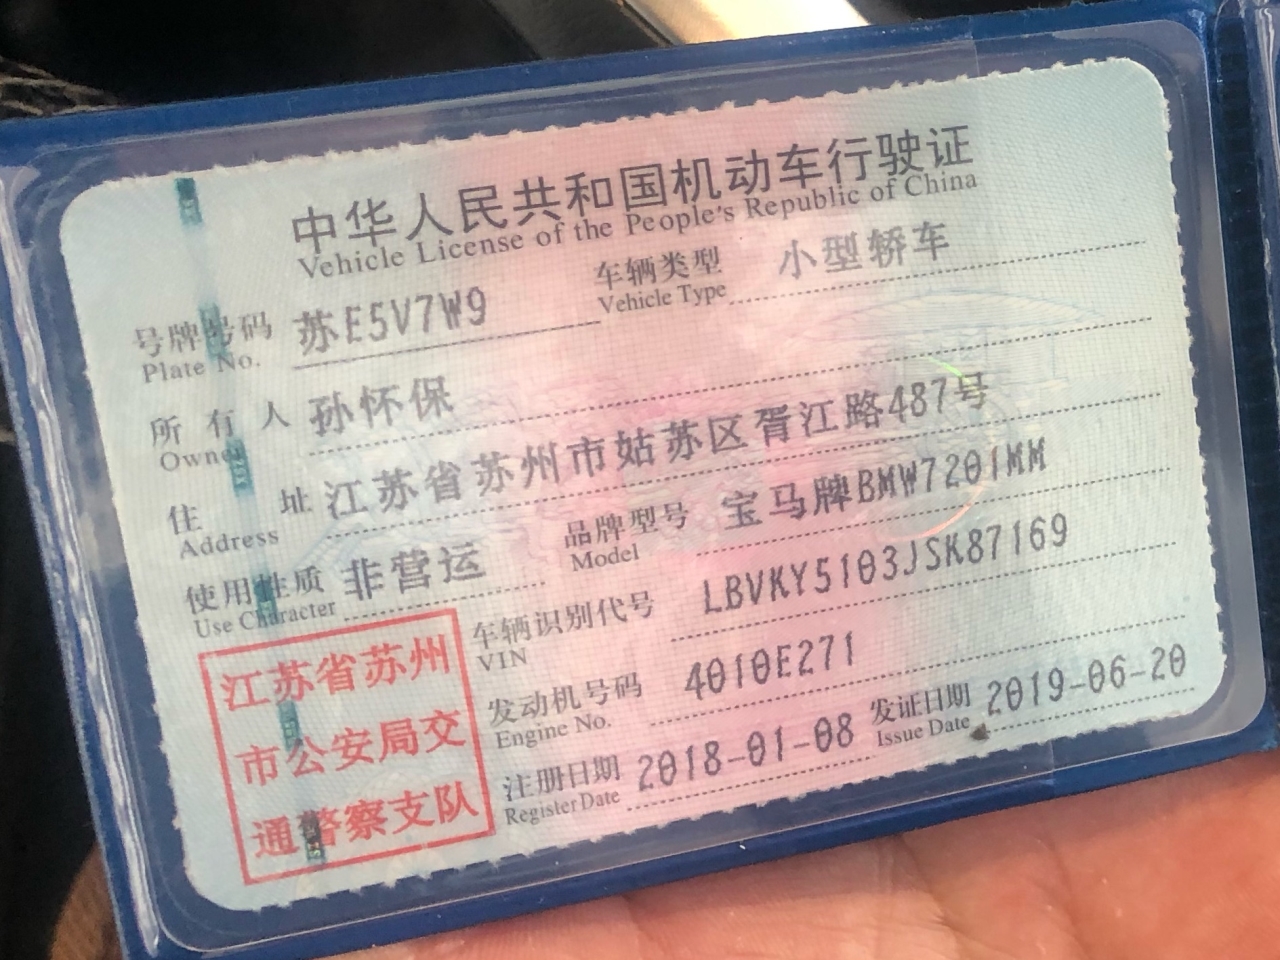 中华人民共和国机动车行驶证
Vehicle License of the People's Republic of China
号牌号码 苏E5V7W9 车辆类型 小型轿车
Plate No. Vehicle Type
所有人 孙怀保
Owner
住址 江苏省苏州市姑苏区胥江路487号
Address
使用性质 非营运 品牌型号 宝马牌BMW7201MM
Use Character Model
车辆识别代号 LBVKY5103JSK87169
VIN
发动机号码 4010E271
Engine No.
注册日期 2018-01-08 发证日期 2019-06-20
Register Date Issue Date
江苏省苏州
市公安局交
通警察支队